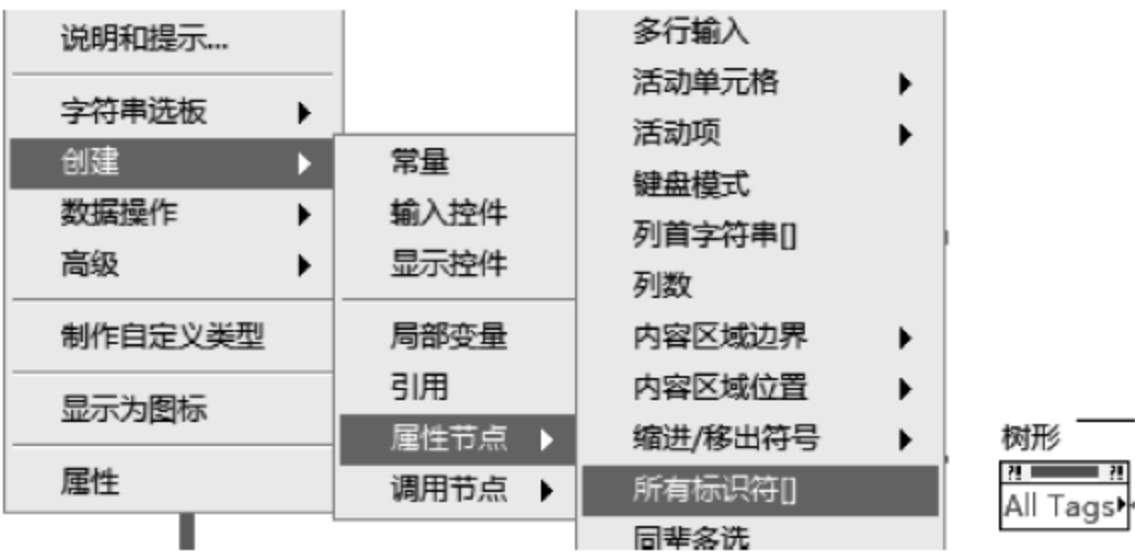 说明和提示...
字符串选板
创建
数据操作
高级
制作自定义类型
显示为图标
属性
常量
输入控件
显示控件
局部变量
引用
属性节点
调用节点
多行输入
活动单元格
活动项
键盘模式
列首字符串[]
列数
内容区域边界
内容区域位置
缩进/移出符号
所有标识符[]
同辈多选
树形
All Tags